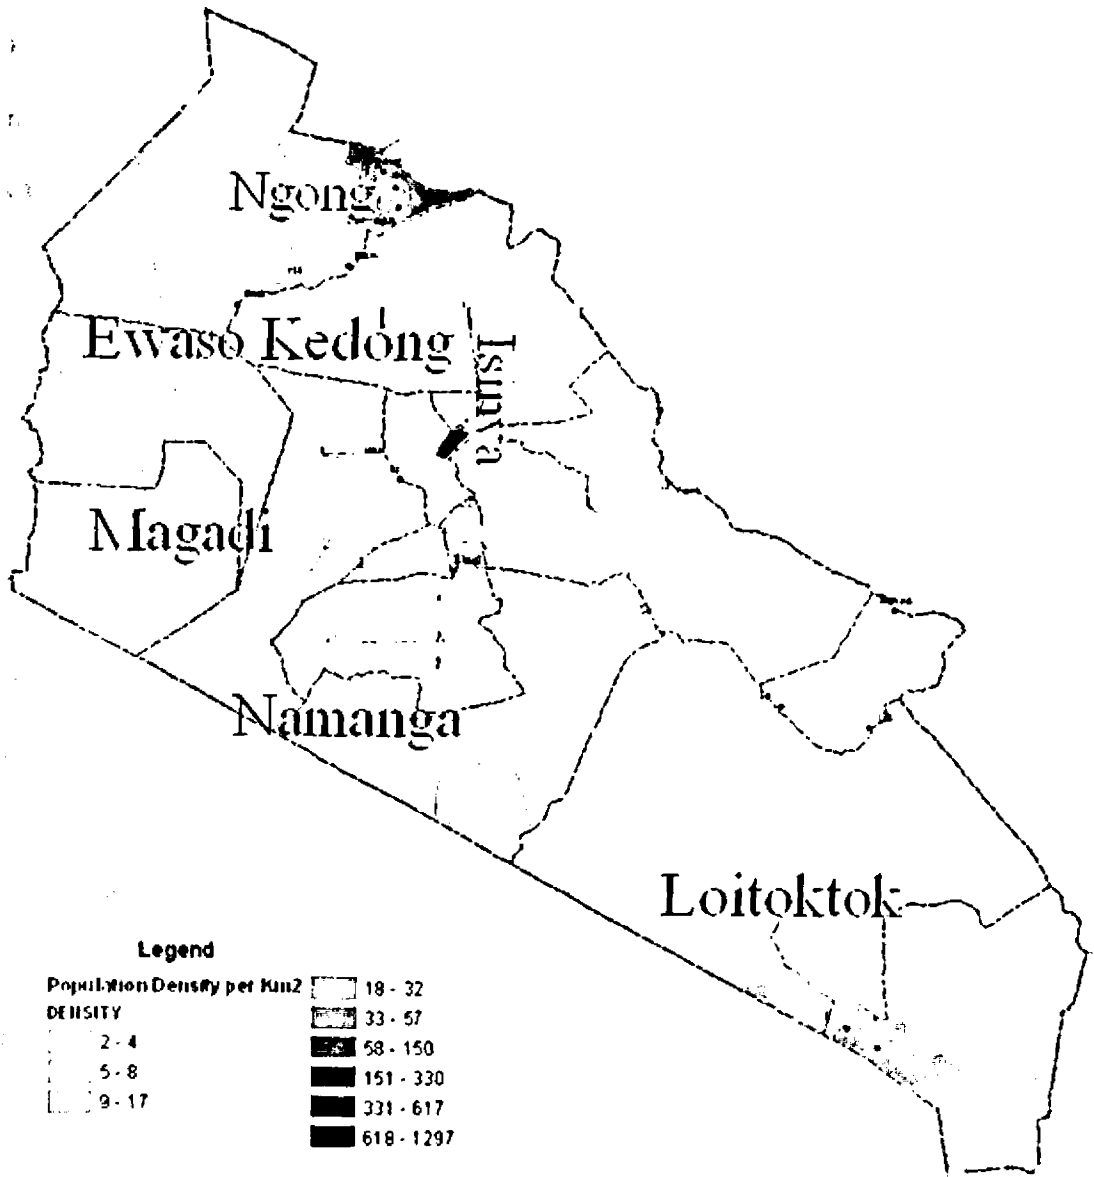 Ngong
Ewaso Kedong
Isinya
Magadi
Namanga
Loitoktok
Legend
Population Density per Km2
DENSITY
2 - 4
5 - 8
9 - 17
18 - 32
33 - 57
58 - 150
151 - 330
331 - 617
618 - 1297